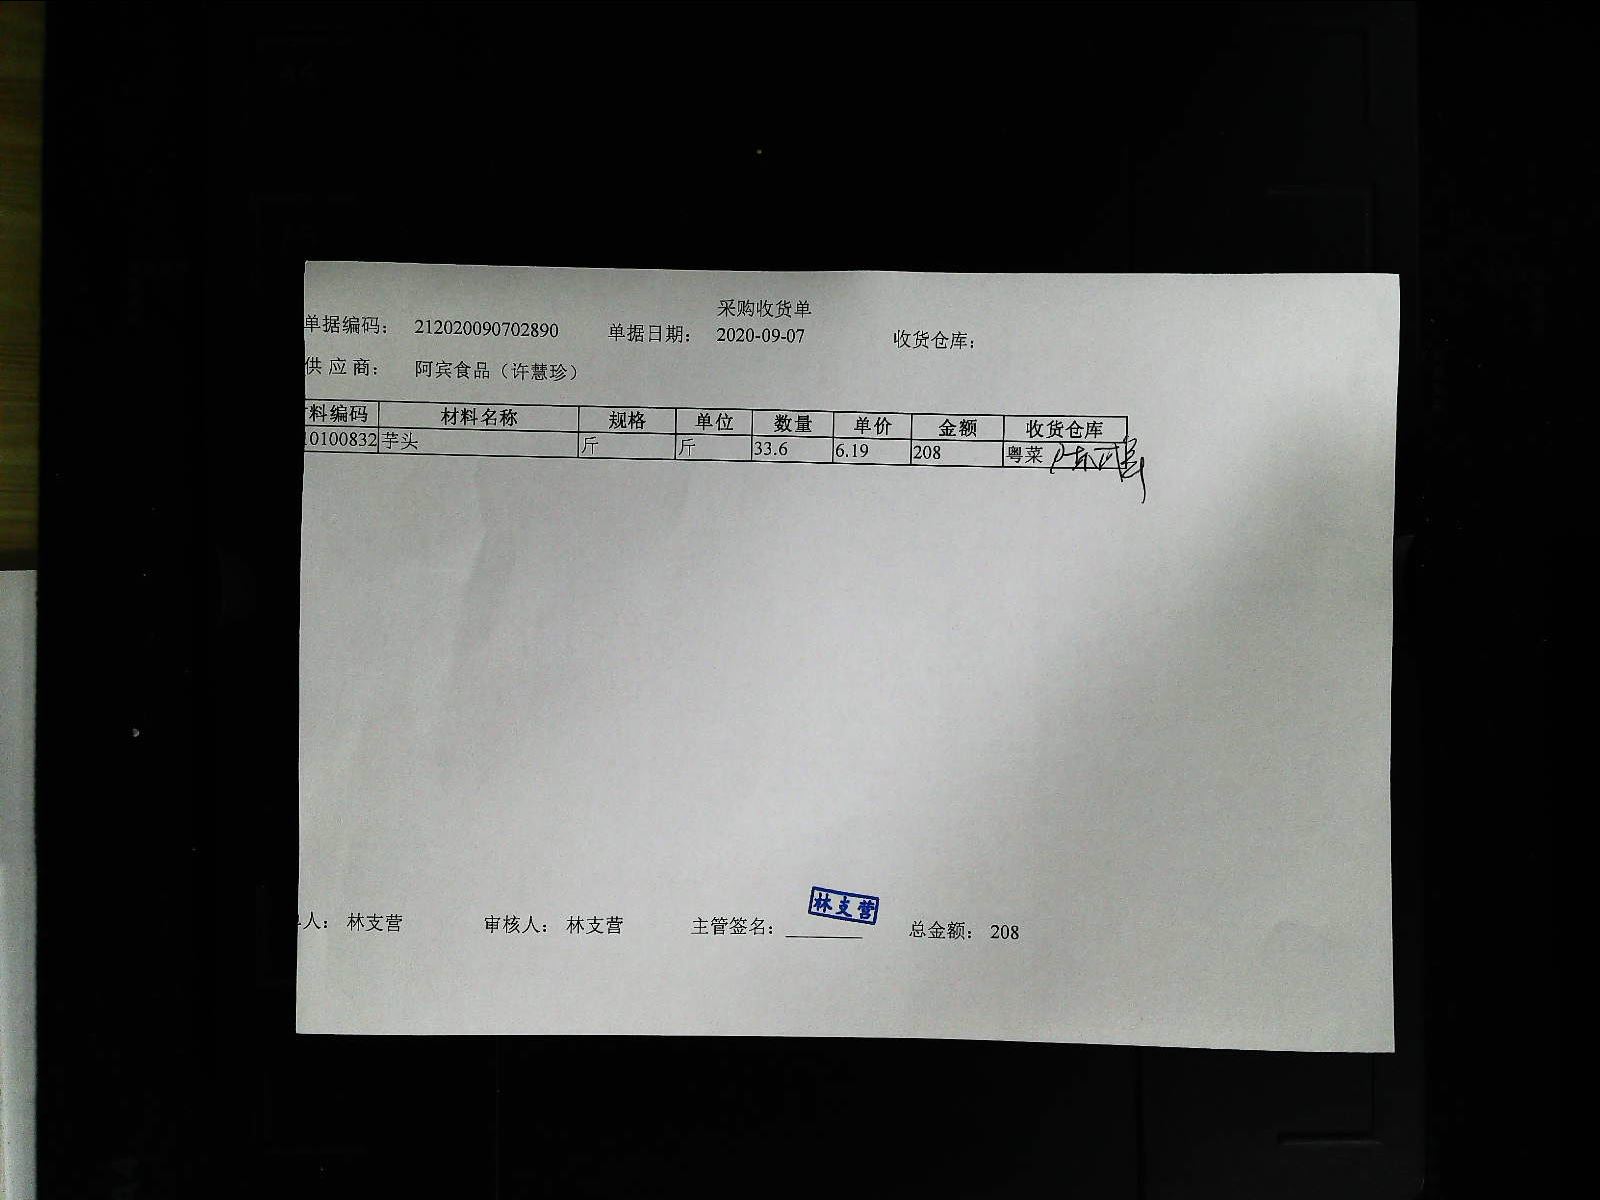 采购收货单
单据编码： 212020090702890 单据日期： 2020-09-07 收货仓库：
供应商： 阿宾食品（许慧珍）
料编码 材料名称 规格 单位 数量 单价 金额 收货仓库
0100832 芋头 斤 斤 33.6 6.19 208 粤菜
林支营
人： 林支营 审核人： 林支营 主管签名： 总金额： 208